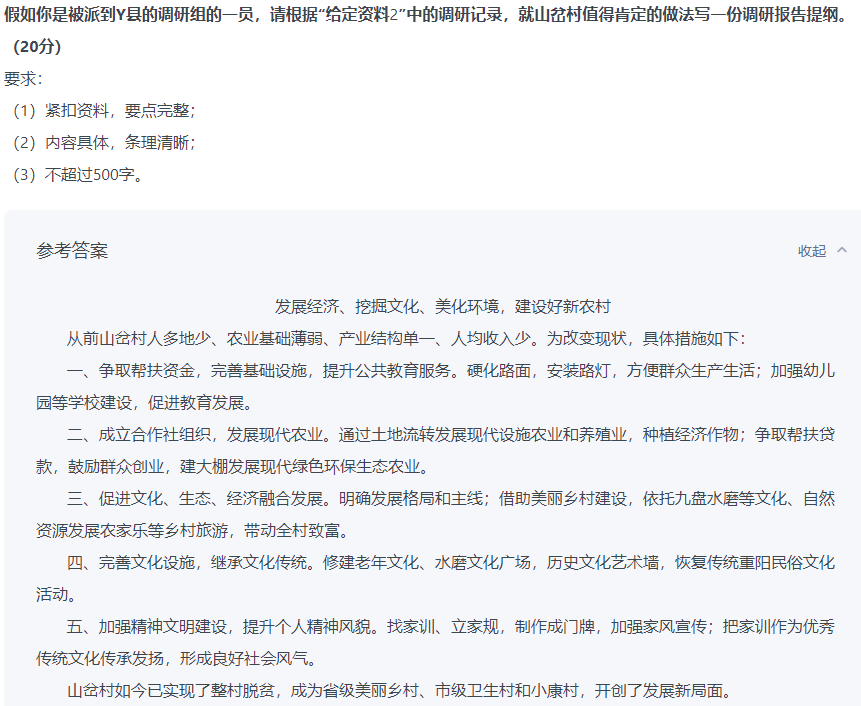 假如你是被派到Y县的调研组的一员，请根据“给定资料2”中的调研记录，就山岔村值得肯定的做法写一份调研报告提纲。
（20分）
要求：
（1）紧扣资料，要点完整；
（2）内容具体，条理清晰；
（3）不超过500字。
参考答案
收起
发展经济、挖掘文化、美化环境，建设好新农村
从前山岔村人多地少、农业基础薄弱、产业结构单一、人均收入少。为改变现状，具体措施如下：
一、争取帮扶资金，完善基础设施，提升公共教育服务。硬化路面，安装路灯，方便群众生产生活；加强幼儿
园等学校建设，促进教育发展。
二、成立合作社组织，发展现代农业。通过土地流转发展现代设施农业和养殖业，种植经济作物；争取帮扶贷
款，鼓励群众创业，建大棚发展现代绿色环保生态农业。
三、促进文化、生态、经济融合发展。明确发展格局和主线；借助美丽乡村建设，依托九盘水磨等文化、自然
资源发展农家乐等乡村旅游，带动全村致富。
四、完善文化设施，继承文化传统。修建老年文化、水磨文化广场，历史文化艺术墙，恢复传统重阳民俗文化
活动。
五、加强精神文明建设，提升个人精神风貌。找家训、立家规，制作成门牌，加强家风宣传；把家训作为优秀
传统文化传承发扬，形成良好社会风气。
山岔村如今已实现了整村脱贫，成为省级美丽乡村、市级卫生村和小康村，开创了发展新局面。